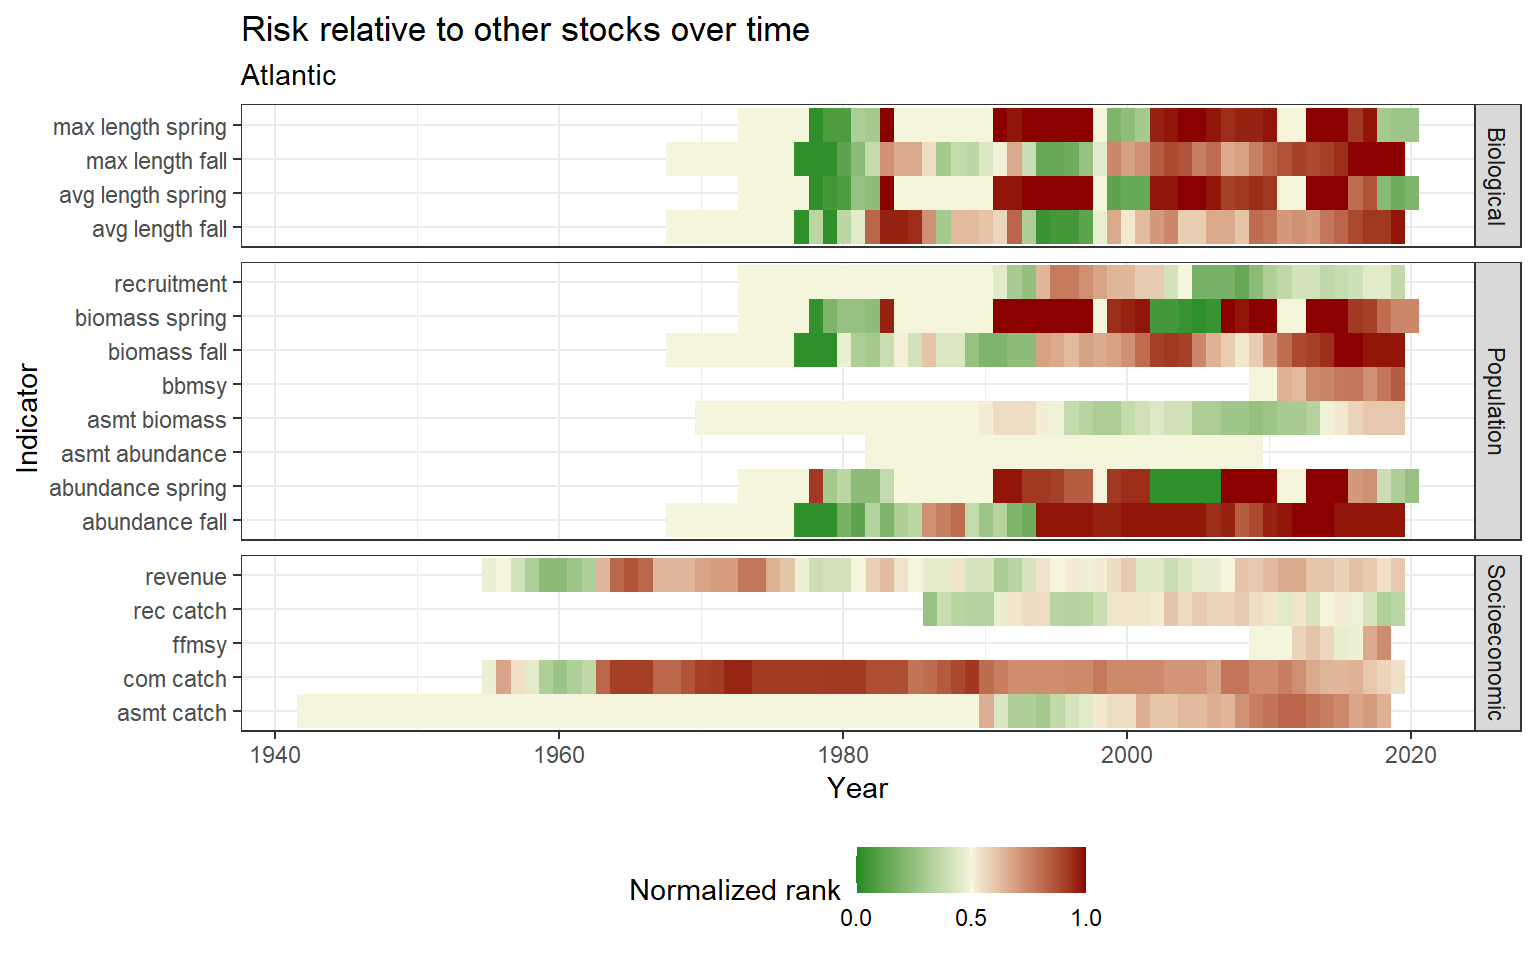 Risk relative to other stocks over time
Atlantic
Indicator
max length spring
max length fall
avg length spring
avg length fall
Biological
recruitment
biomass spring
biomass fall
bbmsy
asmt biomass
asmt abundance
abundance spring
abundance fall
Population
revenue
rec catch
ffmsy
com catch
asmt catch
Socioeconomic
1940 1960 1980 2000 2020
Year
Normalized rank
0.0 0.5 1.0